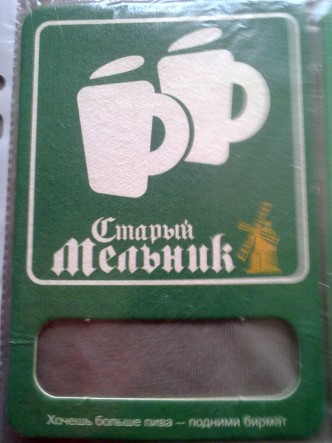 Старый
Мельник
Хочешь больше пива — подними бирмат